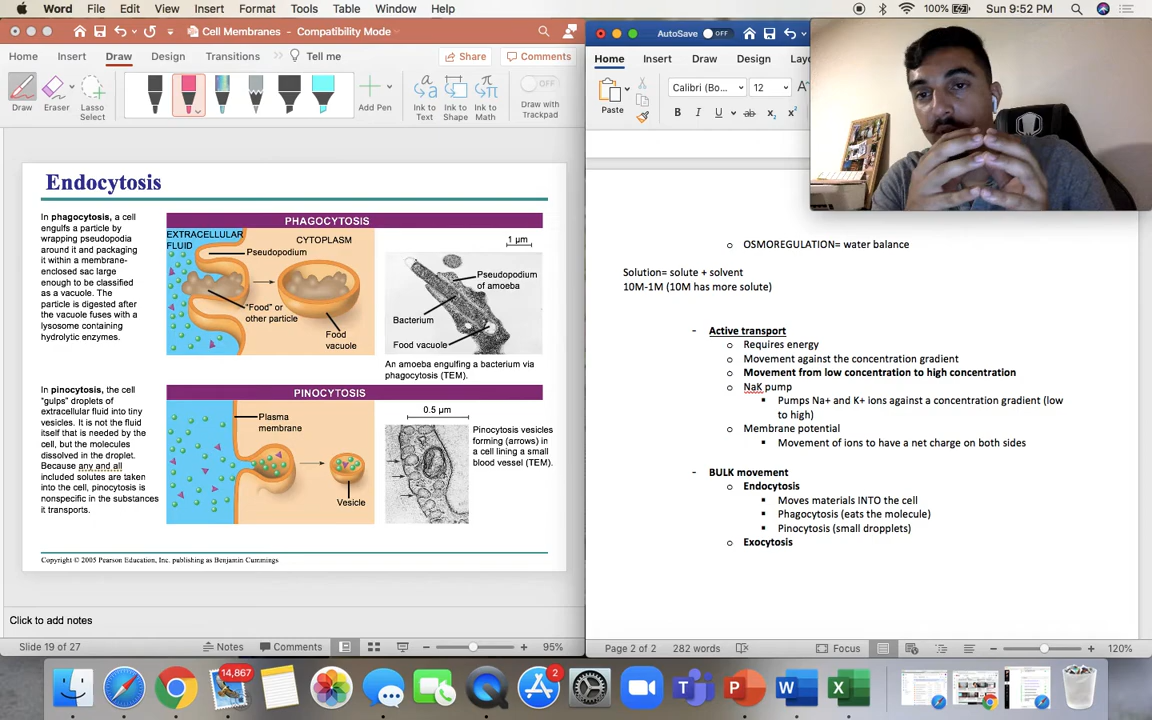 Word File Edit View Insert Format Tools Table Window Help 100% Sun 9:52 PM
Cell Membranes - Compatibility Mode
Home Insert Draw Design Transitions Tell me Share Comments
Draw Eraser Lasso Select Add Pen Ink to Text Ink to Shape Ink to Math OFF Draw with Trackpad
Endocytosis
In phagocytosis, a cell
engulfs a particle by
wrapping pseudopodia
around it and packaging
it within a membrane-
enclosed sac large
enough to be classified
as a vacuole. The
particle is digested after
the vacuole fuses with a
lysosome containing
hydrolytic enzymes.
PHAGOCYTOSIS
EXTRACELLULAR
FLUID
CYTOPLASM
Pseudopodium
"Food" or
other particle
Food
vacuole
1 µm
Pseudopodium
of amoeba
Bacterium
Food vacuole
An amoeba engulfing a bacterium via
phagocytosis (TEM).
In pinocytosis, the cell
"gulps" droplets of
extracellular fluid into tiny
vesicles. It is not the fluid
itself that is needed by the
cell, but the molecules
dissolved in the droplet.
Because any and all
included solutes are taken
into the cell, pinocytosis is
nonspecific in the substances
it transports.
PINOCYTOSIS
Plasma
membrane
Vesicle
0.5 µm
Pinocytosis vesicles
forming (arrows) in
a cell lining a small
blood vessel (TEM).
Copyright © 2005 Pearson Education, Inc. publishing as Benjamin Cummings
Click to add notes
Slide 19 of 27 Notes Comments 95%
AutoSave OFF
Home Insert Draw Design Layo
Paste Calibri (Bo... 12 A
B I U ab x2 x2
o OSMOREGULATION= water balance
Solution= solute + solvent
10M-1M (10M has more solute)
- Active transport
o Requires energy
o Movement against the concentration gradient
o Movement from low concentration to high concentration
o NaK pump
▪ Pumps Na+ and K+ ions against a concentration gradient (low
to high)
o Membrane potential
▪ Movement of ions to have a net charge on both sides
- BULK movement
o Endocytosis
▪ Moves materials INTO the cell
▪ Phagocytosis (eats the molecule)
▪ Pinocytosis (small dropplets)
o Exocytosis
Page 2 of 2 282 words Focus 120%
14,867
2